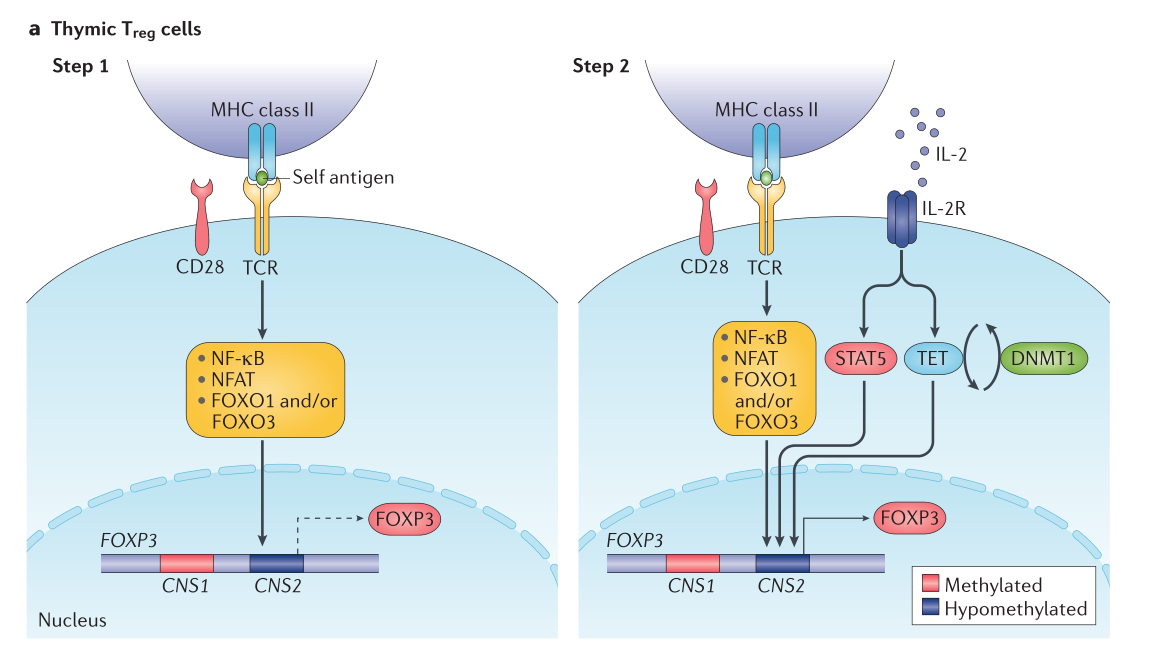 a Thymic Treg cells
Step 1
MHC class II
Self antigen
CD28
TCR
• NF-κB
• NFAT
• FOXO1 and/or
FOXO3
FOXP3
FOXP3
CNS1
CNS2
Nucleus
Step 2
MHC class II
IL-2
IL-2R
CD28
TCR
• NF-κB
• NFAT
• FOXO1
and/or
FOXO3
STAT5
TET
DNMT1
FOXP3
FOXP3
CNS1
CNS2
Methylated
Hypomethylated